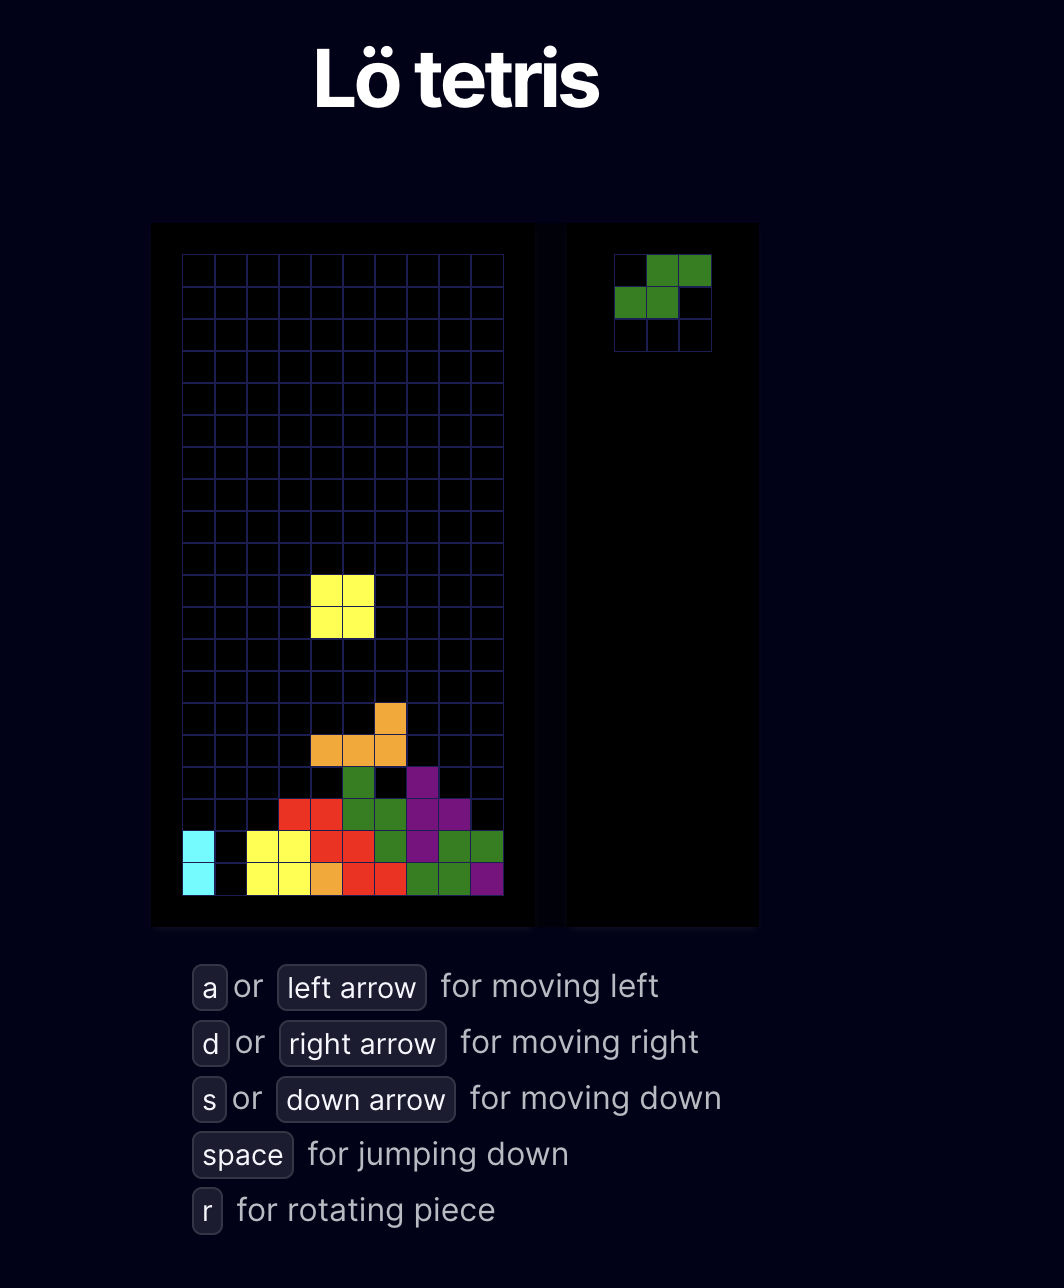 Lö tetris
a or left arrow for moving left
d or right arrow for moving right
s or down arrow for moving down
space for jumping down
r for rotating piece